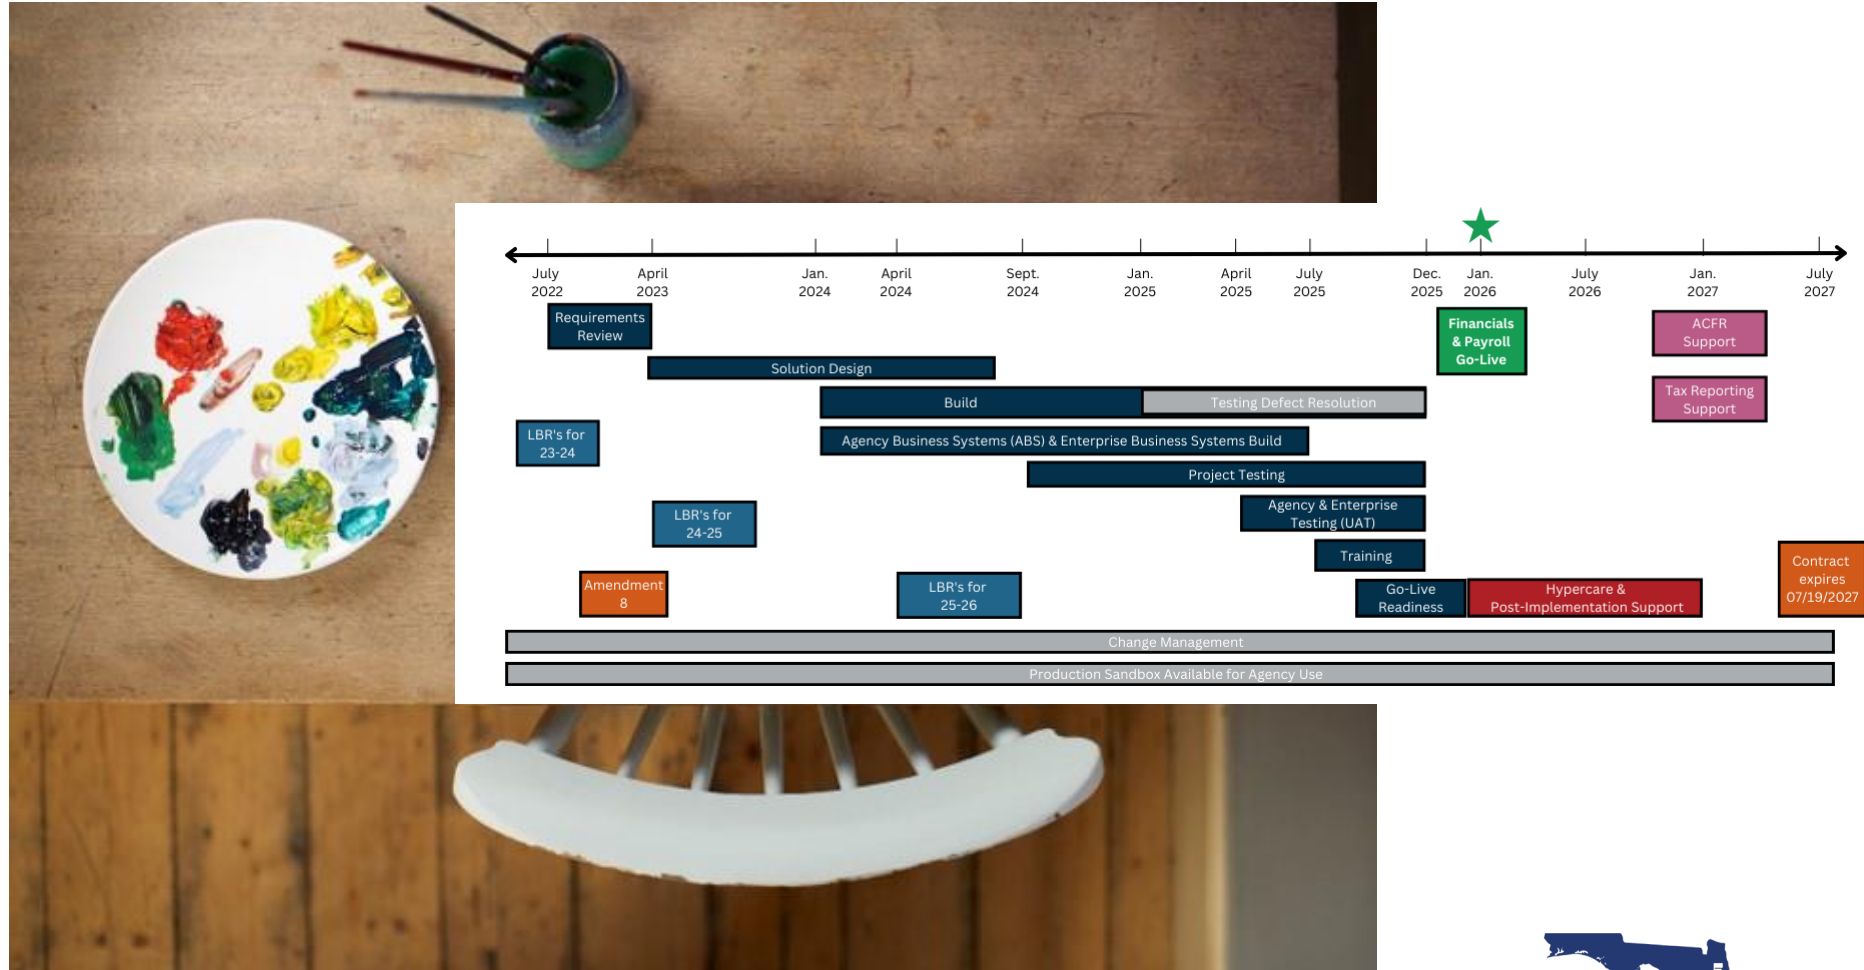 July
2022
April
2023
Jan.
2024
April
2024
Sept.
2024
Jan.
2025
April
2025
July
2025
Dec.
2025
Jan.
2026
July
2026
Jan.
2027
July
2027
Requirements
Review
Financials
& Payroll
Go-Live
ACFR
Support
Solution Design
Build
Testing Defect Resolution
Tax Reporting
Support
LBR's for
23-24
Agency Business Systems (ABS) & Enterprise Business Systems Build
Project Testing
LBR's for
24-25
Agency & Enterprise
Testing (UAT)
Training
Amendment
8
LBR's for
25-26
Go-Live
Readiness
Hypercare &
Post-Implementation Support
Contract
expires
07/19/2027
Change Management
Production Sandbox Available for Agency Use